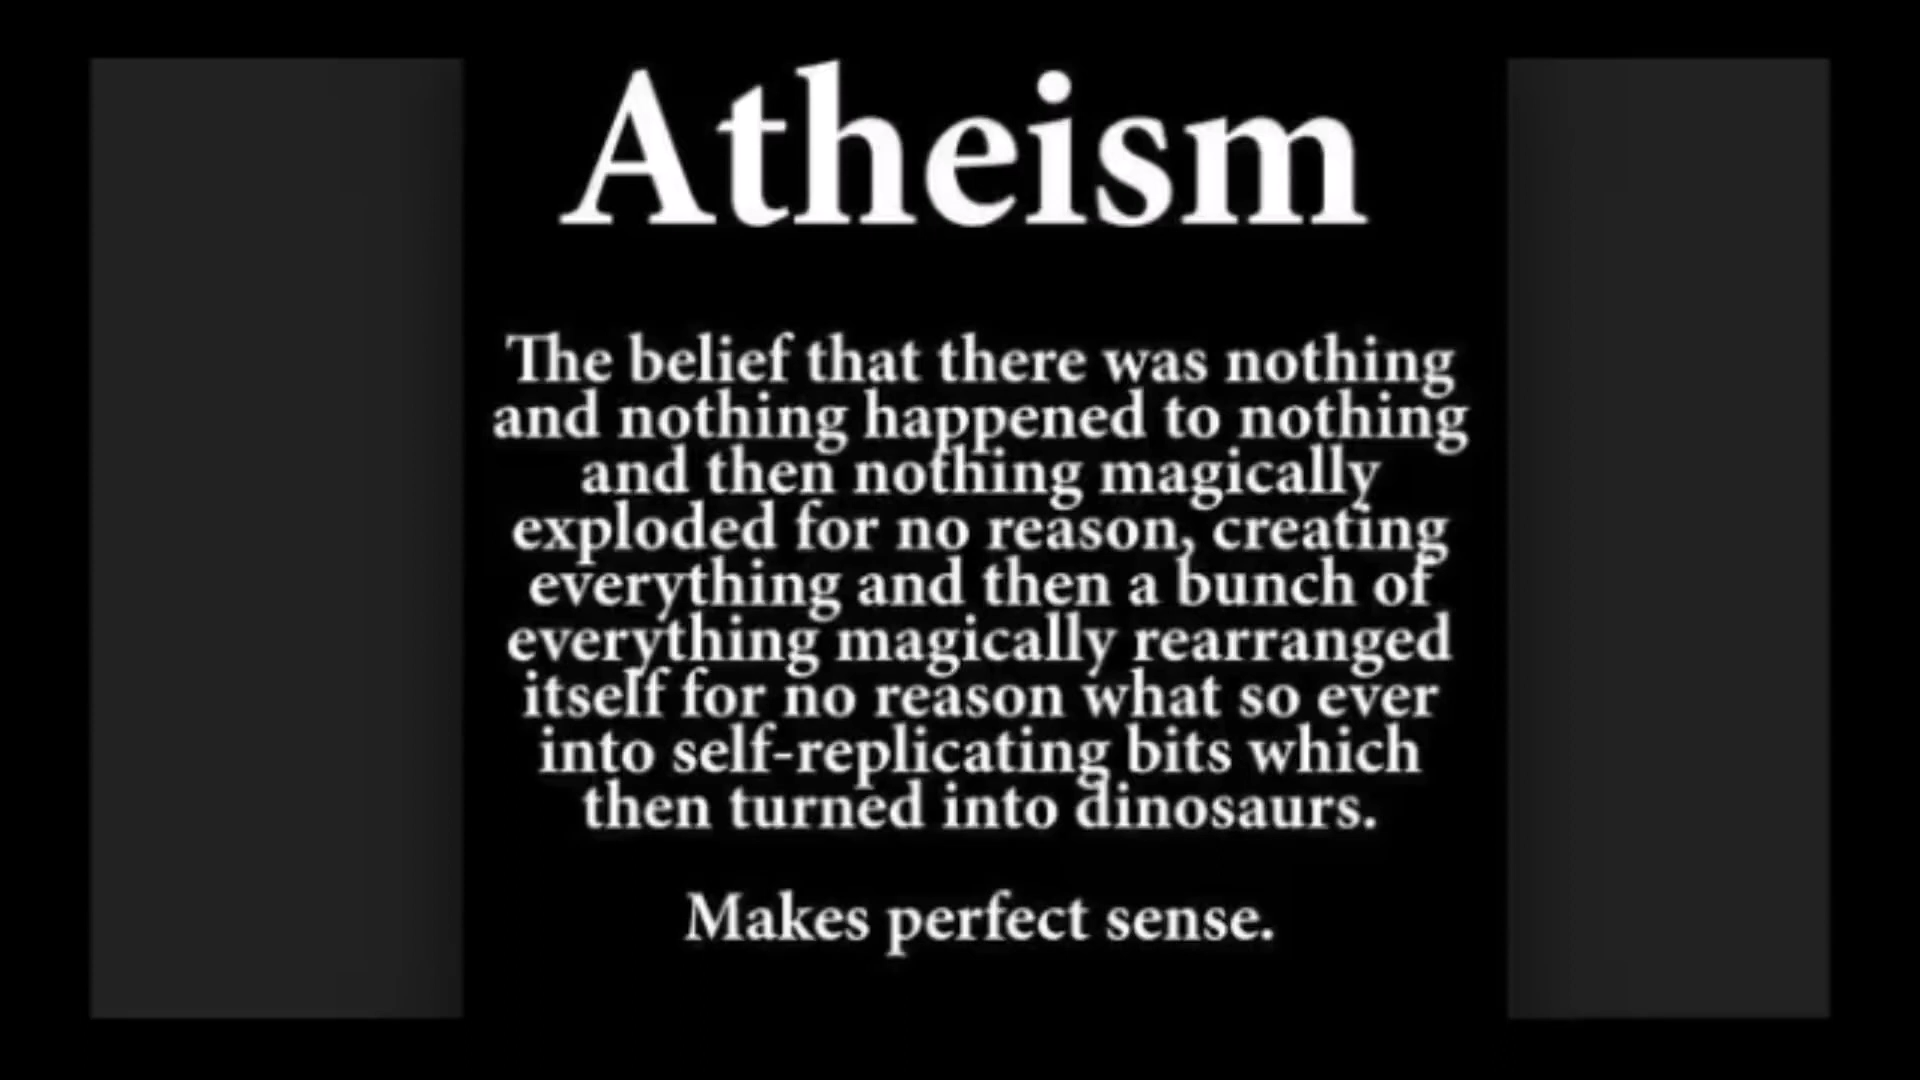 Atheism
The belief that there was nothing
and nothing happened to nothing
and then nothing magically
exploded for no reason, creating
everything and then a bunch of
everything magically rearranged
itself for no reason what so ever
into self-replicating bits which
then turned into dinosaurs.
Makes perfect sense.